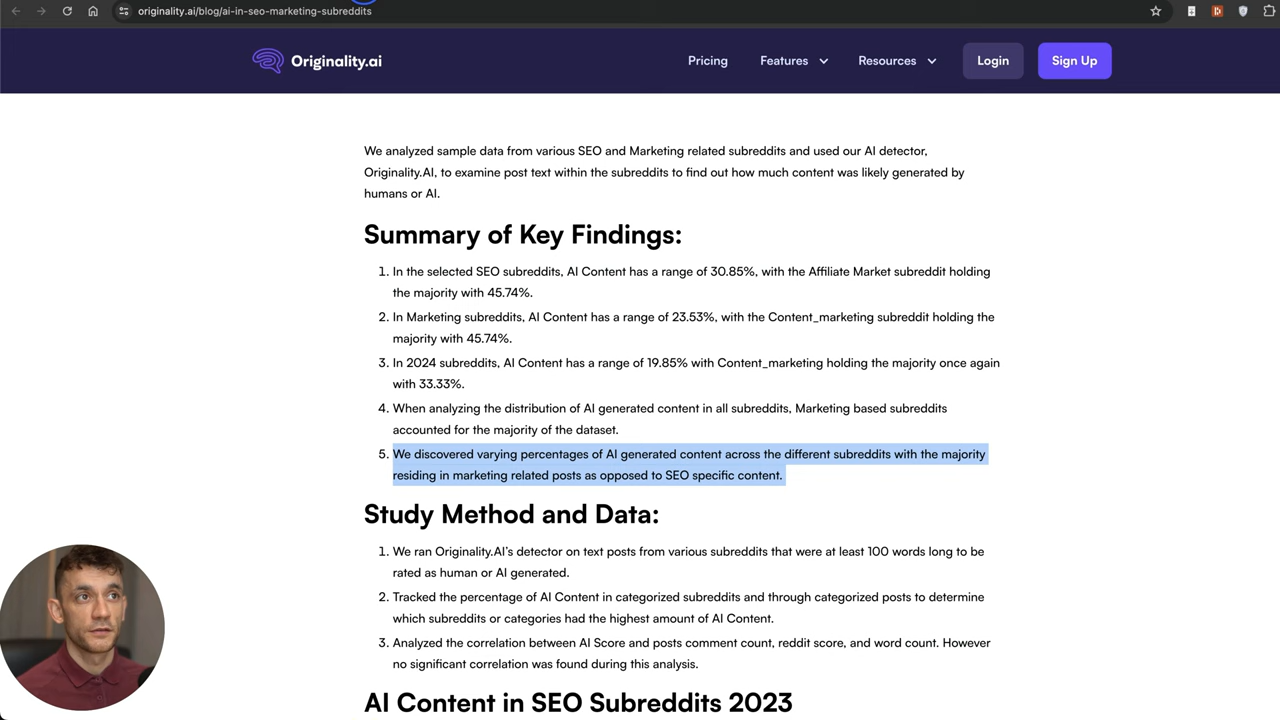 originality.ai/blog/ai-in-seo-marketing-subreddits
Originality.ai
Pricing
Features
Resources
Login
Sign Up
We analyzed sample data from various SEO and Marketing related subreddits and used our AI detector,
Originality.AI, to examine post text within the subreddits to find out how much content was likely generated by
humans or AI.
Summary of Key Findings:
1. In the selected SEO subreddits, AI Content has a range of 30.85%, with the Affiliate Market subreddit holding
the majority with 45.74%.
2. In Marketing subreddits, AI Content has a range of 23.53%, with the Content_marketing subreddit holding the
majority with 45.74%.
3. In 2024 subreddits, AI Content has a range of 19.85% with Content_marketing holding the majority once again
with 33.33%.
4. When analyzing the distribution of AI generated content in all subreddits, Marketing based subreddits
accounted for the majority of the dataset.
5. We discovered varying percentages of AI generated content across the different subreddits with the majority
residing in marketing related posts as opposed to SEO specific content.
Study Method and Data:
1. We ran Originality.AI's detector on text posts from various subreddits that were at least 100 words long to be
rated as human or AI generated.
2. Tracked the percentage of AI Content in categorized subreddits and through categorized posts to determine
which subreddits or categories had the highest amount of AI Content.
3. Analyzed the correlation between AI Score and posts comment count, reddit score, and word count. However
no significant correlation was found during this analysis.
AI Content in SEO Subreddits 2023